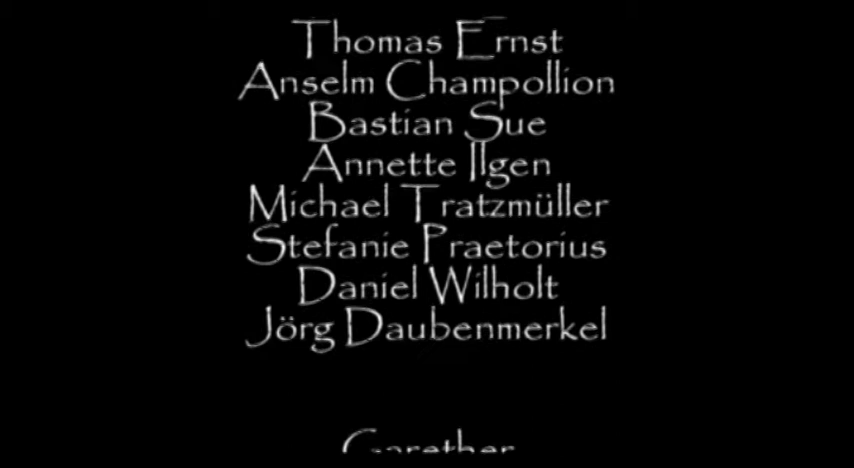 Thomas Ernst
Anselm Champollion
Bastian Sue
Annette Ilgen
Michael Tratzmüller
Stefanie Praetorius
Daniel Wilholt
Jörg Daubenmerkel